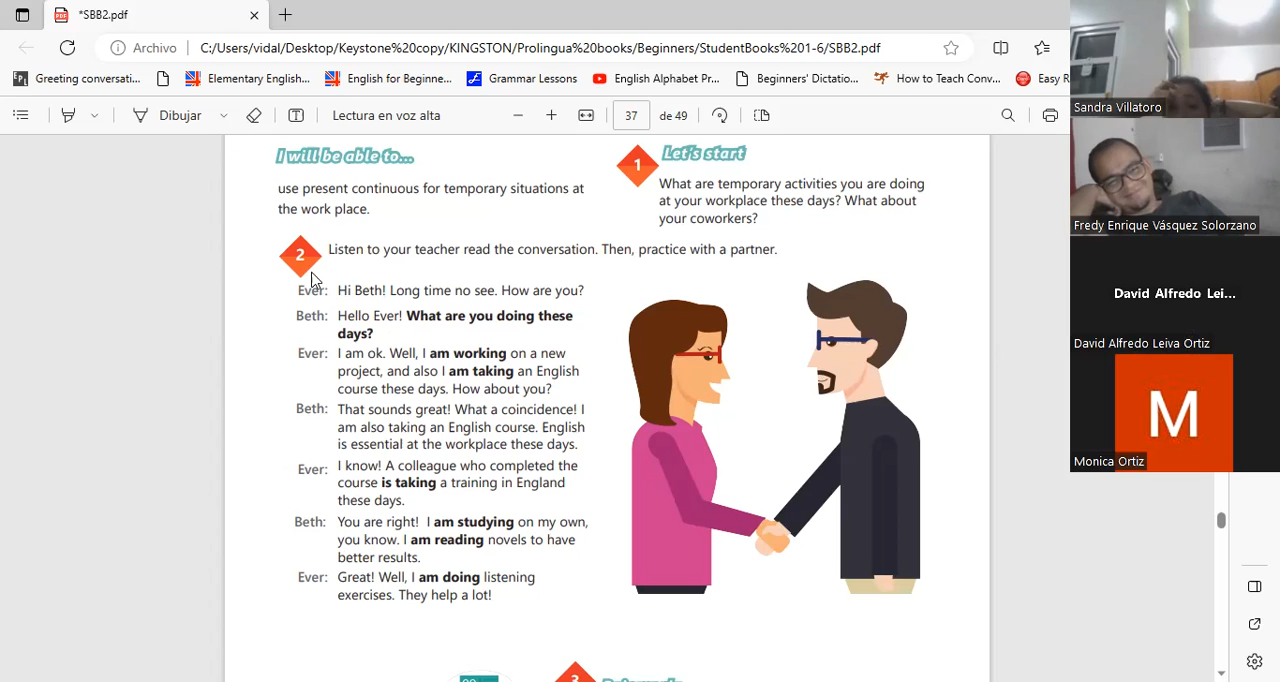 *SBB2.pdf
Archivo
C:/Users/vidal/Desktop/Keystone%20copy/KINGSTON/Prolingua%20books/Beginners/StudentBooks%201-6/SBB2.pdf
Greeting conversati...
Elementary English...
English for Beginne...
Grammar Lessons
English Alphabet Pr...
Beginners' Dictatio...
How to Teach Conv...
Easy R
Dibujar
Lectura en voz alta
37
de 49
I will be able to...
use present continuous for temporary situations at
the work place.
1
Let's start
What are temporary activities you are doing
at your workplace these days? What about
your coworkers?
2
Listen to your teacher read the conversation. Then, practice with a partner.
Ever: Hi Beth! Long time no see. How are you?
Beth: Hello Ever! What are you doing these
days?
Ever: I am ok. Well, I am working on a new
project, and also I am taking an English
course these days. How about you?
Beth: That sounds great! What a coincidence! I
am also taking an English course. English
is essential at the workplace these days.
Ever: I know! A colleague who completed the
course is taking a training in England
these days.
Beth: You are right! I am studying on my own,
you know. I am reading novels to have
better results.
Ever: Great! Well, I am doing listening
exercises. They help a lot!
Sandra Villatoro
Fredy Enrique Vásquez Solorzano
David Alfredo Lei...
David Alfredo Leiva Ortiz
M
Monica Ortiz